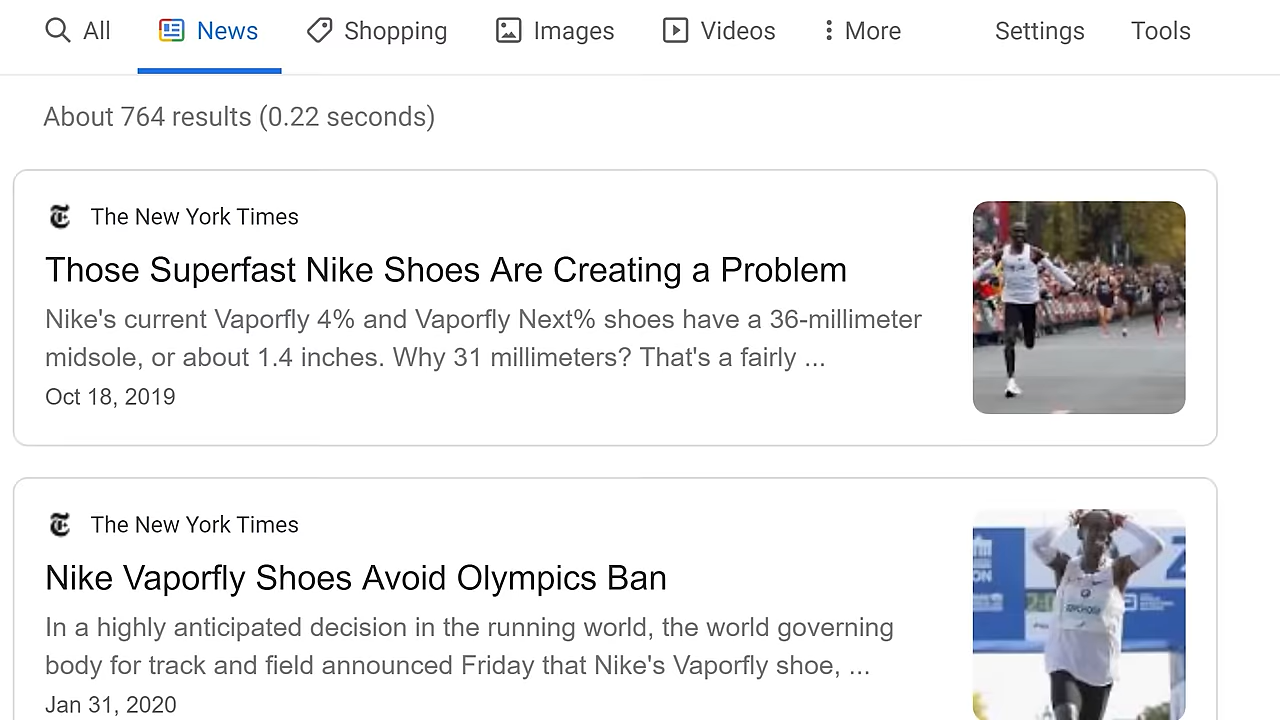 All News Shopping Images Videos More Settings Tools
About 764 results (0.22 seconds)
The New York Times
Those Superfast Nike Shoes Are Creating a Problem
Nike's current Vaporfly 4% and Vaporfly Next% shoes have a 36-millimeter
midsole, or about 1.4 inches. Why 31 millimeters? That's a fairly ...
Oct 18, 2019
The New York Times
Nike Vaporfly Shoes Avoid Olympics Ban
In a highly anticipated decision in the running world, the world governing
body for track and field announced Friday that Nike's Vaporfly shoe, ...
Jan 31, 2020